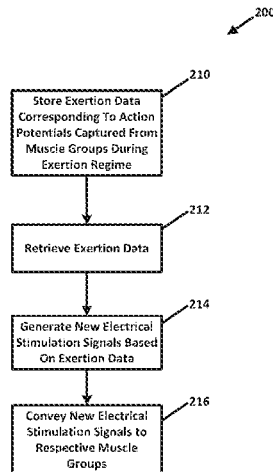 200
210
Store Exertion Data
Corresponding To Action
Potentials Captured From
Muscle Groups During
Exertion Regime
212
Retrieve Exertion Data
214
Generate New Electrical
Stimulation Signals Based
On Exertion Data
216
Convey New Electrical
Stimulation Signals to
Respective Muscle
Groups